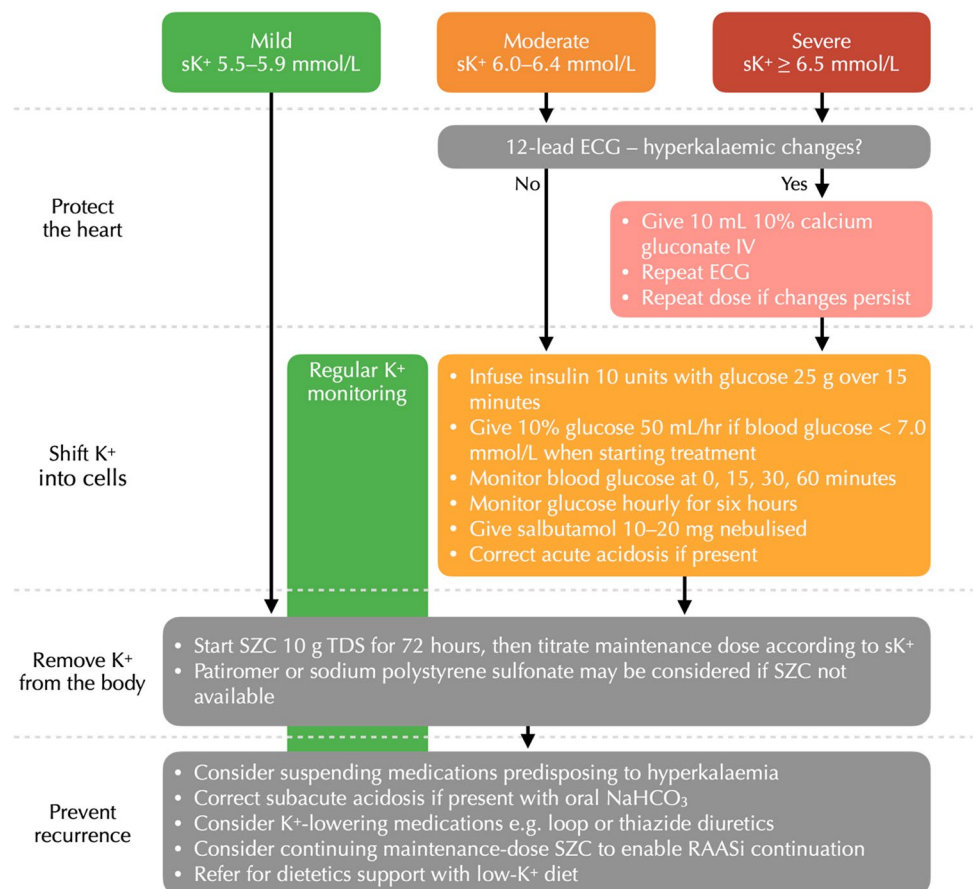 Mild
sK⁺ 5.5–5.9 mmol/L
Moderate
sK⁺ 6.0–6.4 mmol/L
Severe
sK⁺ ≥ 6.5 mmol/L
Protect
the heart
12-lead ECG – hyperkalaemic changes?
No
Yes
• Give 10 mL 10% calcium
gluconate IV
• Repeat ECG
• Repeat dose if changes persist
Shift K⁺
into cells
Regular K⁺
monitoring
• Infuse insulin 10 units with glucose 25 g over 15
minutes
• Give 10% glucose 50 mL/hr if blood glucose < 7.0
mmol/L when starting treatment
• Monitor blood glucose at 0, 15, 30, 60 minutes
• Monitor glucose hourly for six hours
• Give salbutamol 10–20 mg nebulised
• Correct acute acidosis if present
Remove K⁺
from the body
• Start SZC 10 g TDS for 72 hours, then titrate maintenance dose according to sK⁺
• Patiromer or sodium polystyrene sulfonate may be considered if SZC not
available
Prevent
recurrence
• Consider suspending medications predisposing to hyperkalaemia
• Correct subacute acidosis if present with oral NaHCO₃
• Consider K⁺-lowering medications e.g. loop or thiazide diuretics
• Consider continuing maintenance-dose SZC to enable RAASi continuation
• Refer for dietetics support with low-K⁺ diet